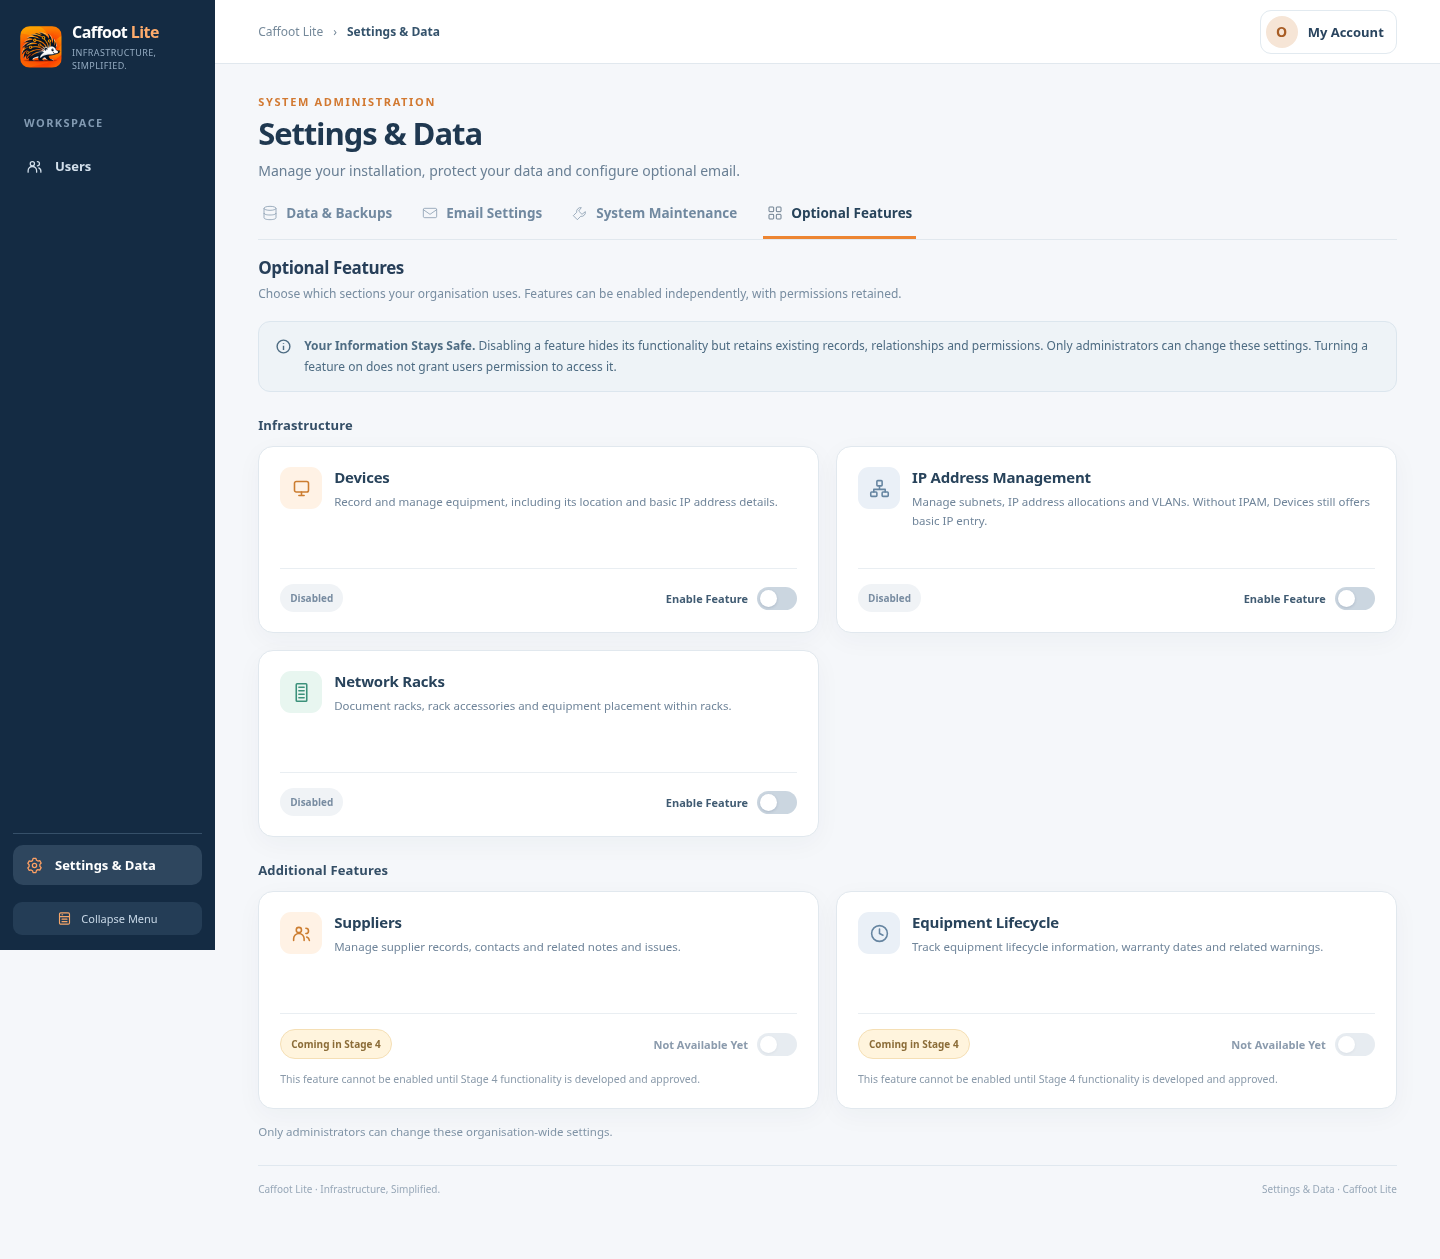 Caffoot Lite
INFRASTRUCTURE,
SIMPLIFIED.
WORKSPACE
Users
Settings & Data
Collapse Menu
Caffoot Lite › Settings & Data
O My Account
SYSTEM ADMINISTRATION
Settings & Data
Manage your installation, protect your data and configure optional email.
Data & Backups Email Settings System Maintenance Optional Features
Optional Features
Choose which sections your organisation uses. Features can be enabled independently, with permissions retained.
Your Information Stays Safe. Disabling a feature hides its functionality but retains existing records, relationships and permissions. Only administrators can change these settings. Turning a
feature on does not grant users permission to access it.
Infrastructure
Devices
Record and manage equipment, including its location and basic IP address details.
Disabled Enable Feature
IP Address Management
Manage subnets, IP address allocations and VLANs. Without IPAM, Devices still offers
basic IP entry.
Disabled Enable Feature
Network Racks
Document racks, rack accessories and equipment placement within racks.
Disabled Enable Feature
Additional Features
Suppliers
Manage supplier records, contacts and related notes and issues.
Coming in Stage 4 Not Available Yet
This feature cannot be enabled until Stage 4 functionality is developed and approved.
Equipment Lifecycle
Track equipment lifecycle information, warranty dates and related warnings.
Coming in Stage 4 Not Available Yet
This feature cannot be enabled until Stage 4 functionality is developed and approved.
Only administrators can change these organisation-wide settings.
Caffoot Lite · Infrastructure, Simplified. Settings & Data · Caffoot Lite